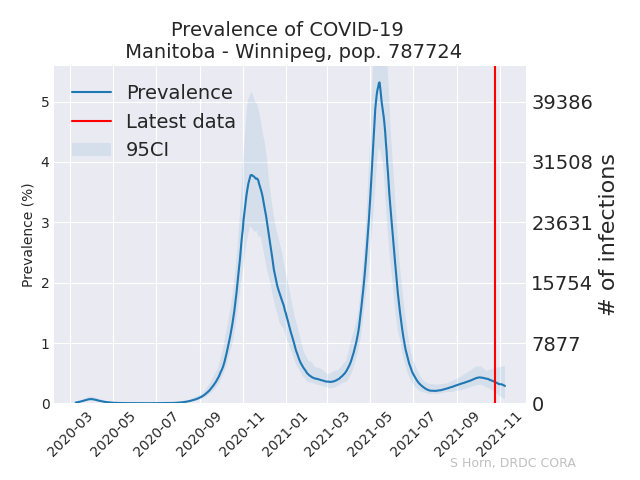 Prevalence of COVID-19
Manitoba - Winnipeg, pop. 787724
Prevalence
Latest data
95CI
Prevalence (%)
5
4
3
2
1
0
39386
31508
23631
15754
7877
0
# of infections
2020-03
2020-05
2020-07
2020-09
2020-11
2021-01
2021-03
2021-05
2021-07
2021-09
2021-11
S Horn, DRDC CORA